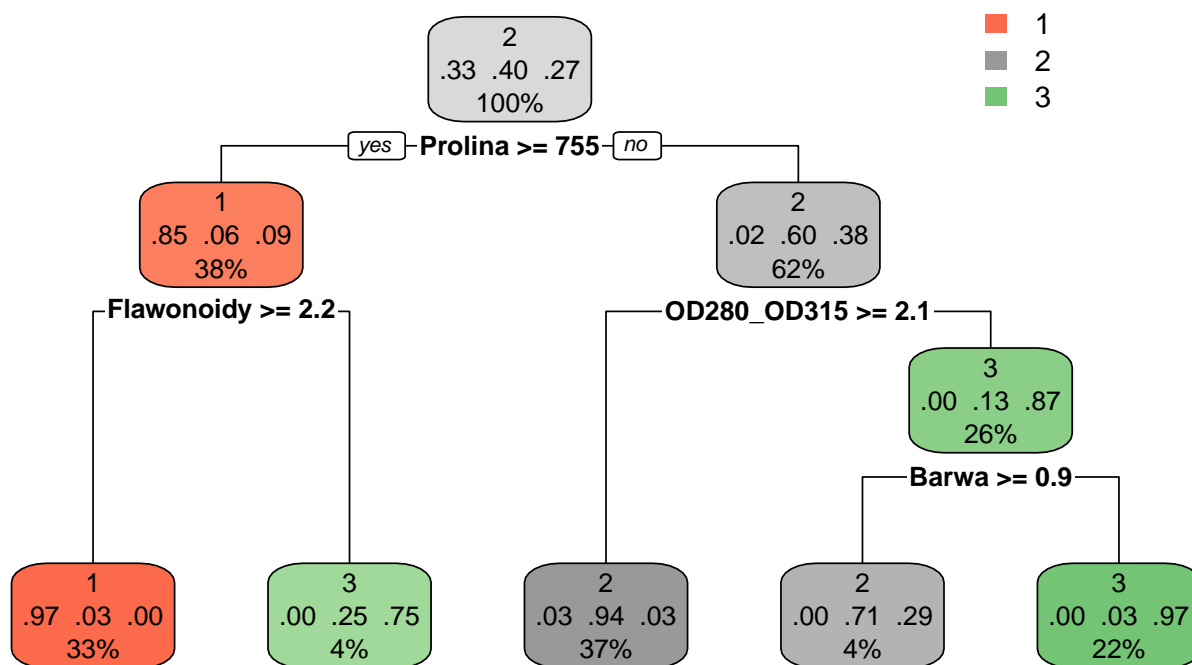 2
.33 .40 .27
100%
1
2
3
yes Prolina >= 755 no
1
.85 .06 .09
38%
2
.02 .60 .38
62%
Flawonoidy >= 2.2
OD280_OD315 >= 2.1
3
.00 .13 .87
26%
Barwa >= 0.9
1
.97 .03 .00
33%
3
.00 .25 .75
4%
2
.03 .94 .03
37%
2
.00 .71 .29
4%
3
.00 .03 .97
22%